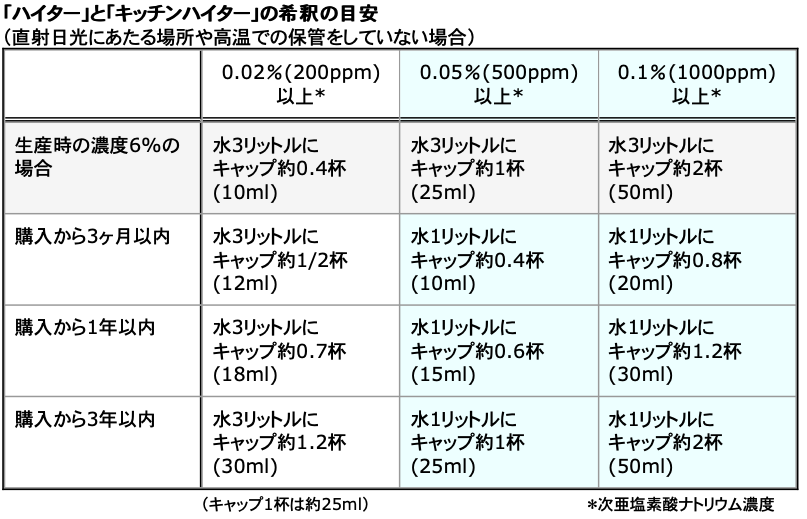 「ハイター」と「キッチンハイター」の希釈の目安
（直射日光にあたる場所や高温での保管をしていない場合）
0.02%(200ppm)
以上*
0.05%(500ppm)
以上*
0.1%(1000ppm)
以上*
生産時の濃度6%の
場合
水3リットルに
キャップ約0.4杯
(10ml)
水3リットルに
キャップ約1杯
(25ml)
水3リットルに
キャップ約2杯
(50ml)
購入から3ヶ月以内
水3リットルに
キャップ約1/2杯
(12ml)
水1リットルに
キャップ約0.4杯
(10ml)
水1リットルに
キャップ約0.8杯
(20ml)
購入から1年以内
水3リットルに
キャップ約0.7杯
(18ml)
水1リットルに
キャップ約0.6杯
(15ml)
水1リットルに
キャップ約1.2杯
(30ml)
購入から3年以内
水3リットルに
キャップ約1.2杯
(30ml)
水1リットルに
キャップ約1杯
(25ml)
水1リットルに
キャップ約2杯
(50ml)
（キャップ1杯は約25ml）
*次亜塩素酸ナトリウム濃度